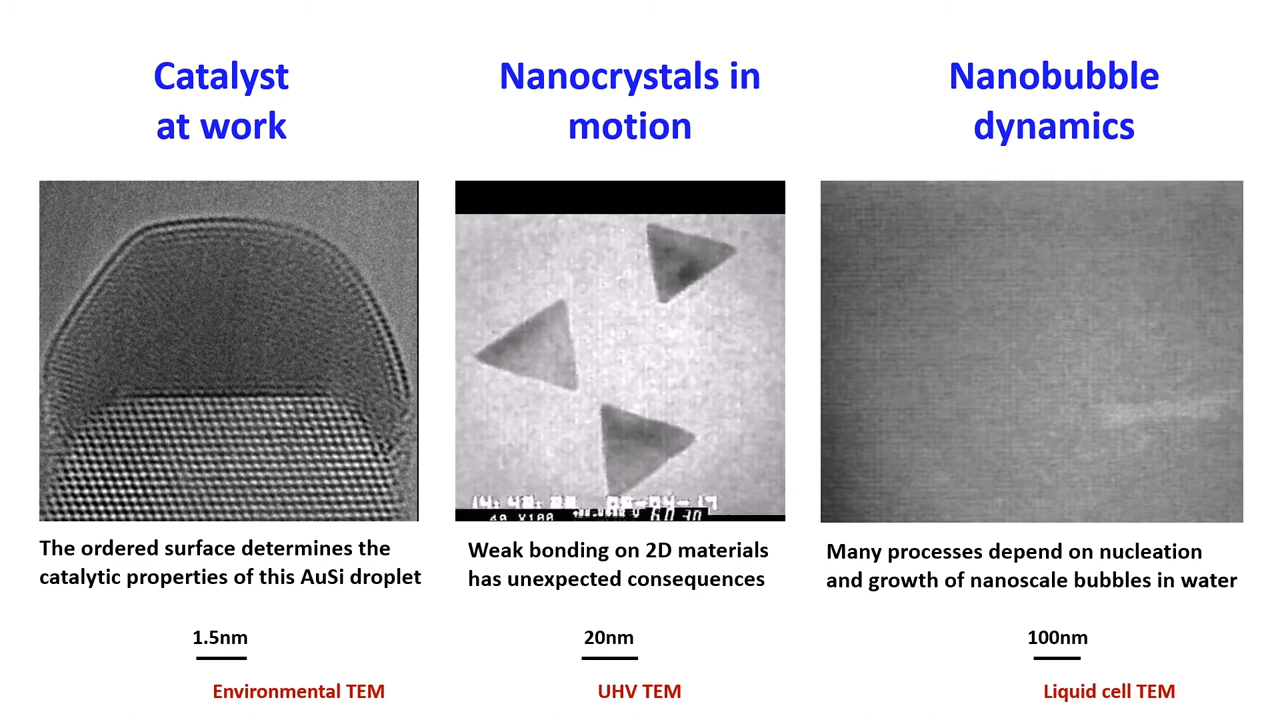 Catalyst
at work
Nanocrystals in
motion
Nanobubble
dynamics
The ordered surface determines the
catalytic properties of this AuSi droplet
Weak bonding on 2D materials
has unexpected consequences
Many processes depend on nucleation
and growth of nanoscale bubbles in water
1.5nm
20nm
100nm
Environmental TEM
UHV TEM
Liquid cell TEM